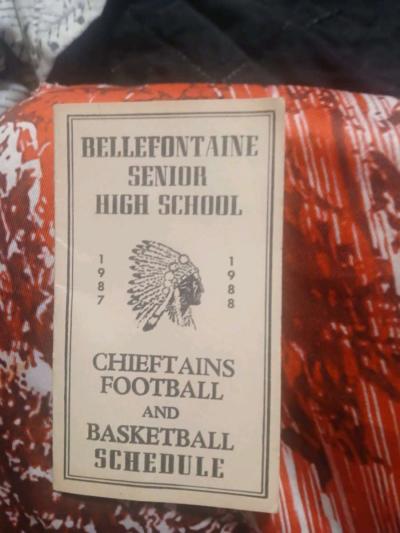 BELLEFONTAINE
SENIOR
HIGH SCHOOL
1987
1988
CHIEFTAINS
FOOTBALL
AND
BASKETBALL
SCHEDULE